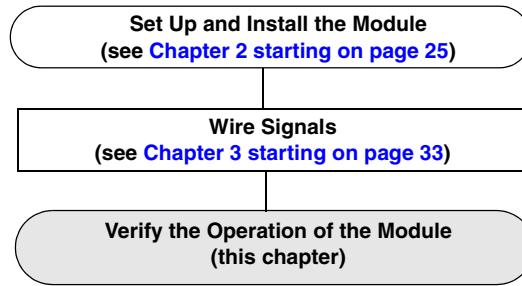 Set Up and Install the Module
(see Chapter 2 starting on page 25)
Wire Signals
(see Chapter 3 starting on page 33)
Verify the Operation of the Module
(this chapter)